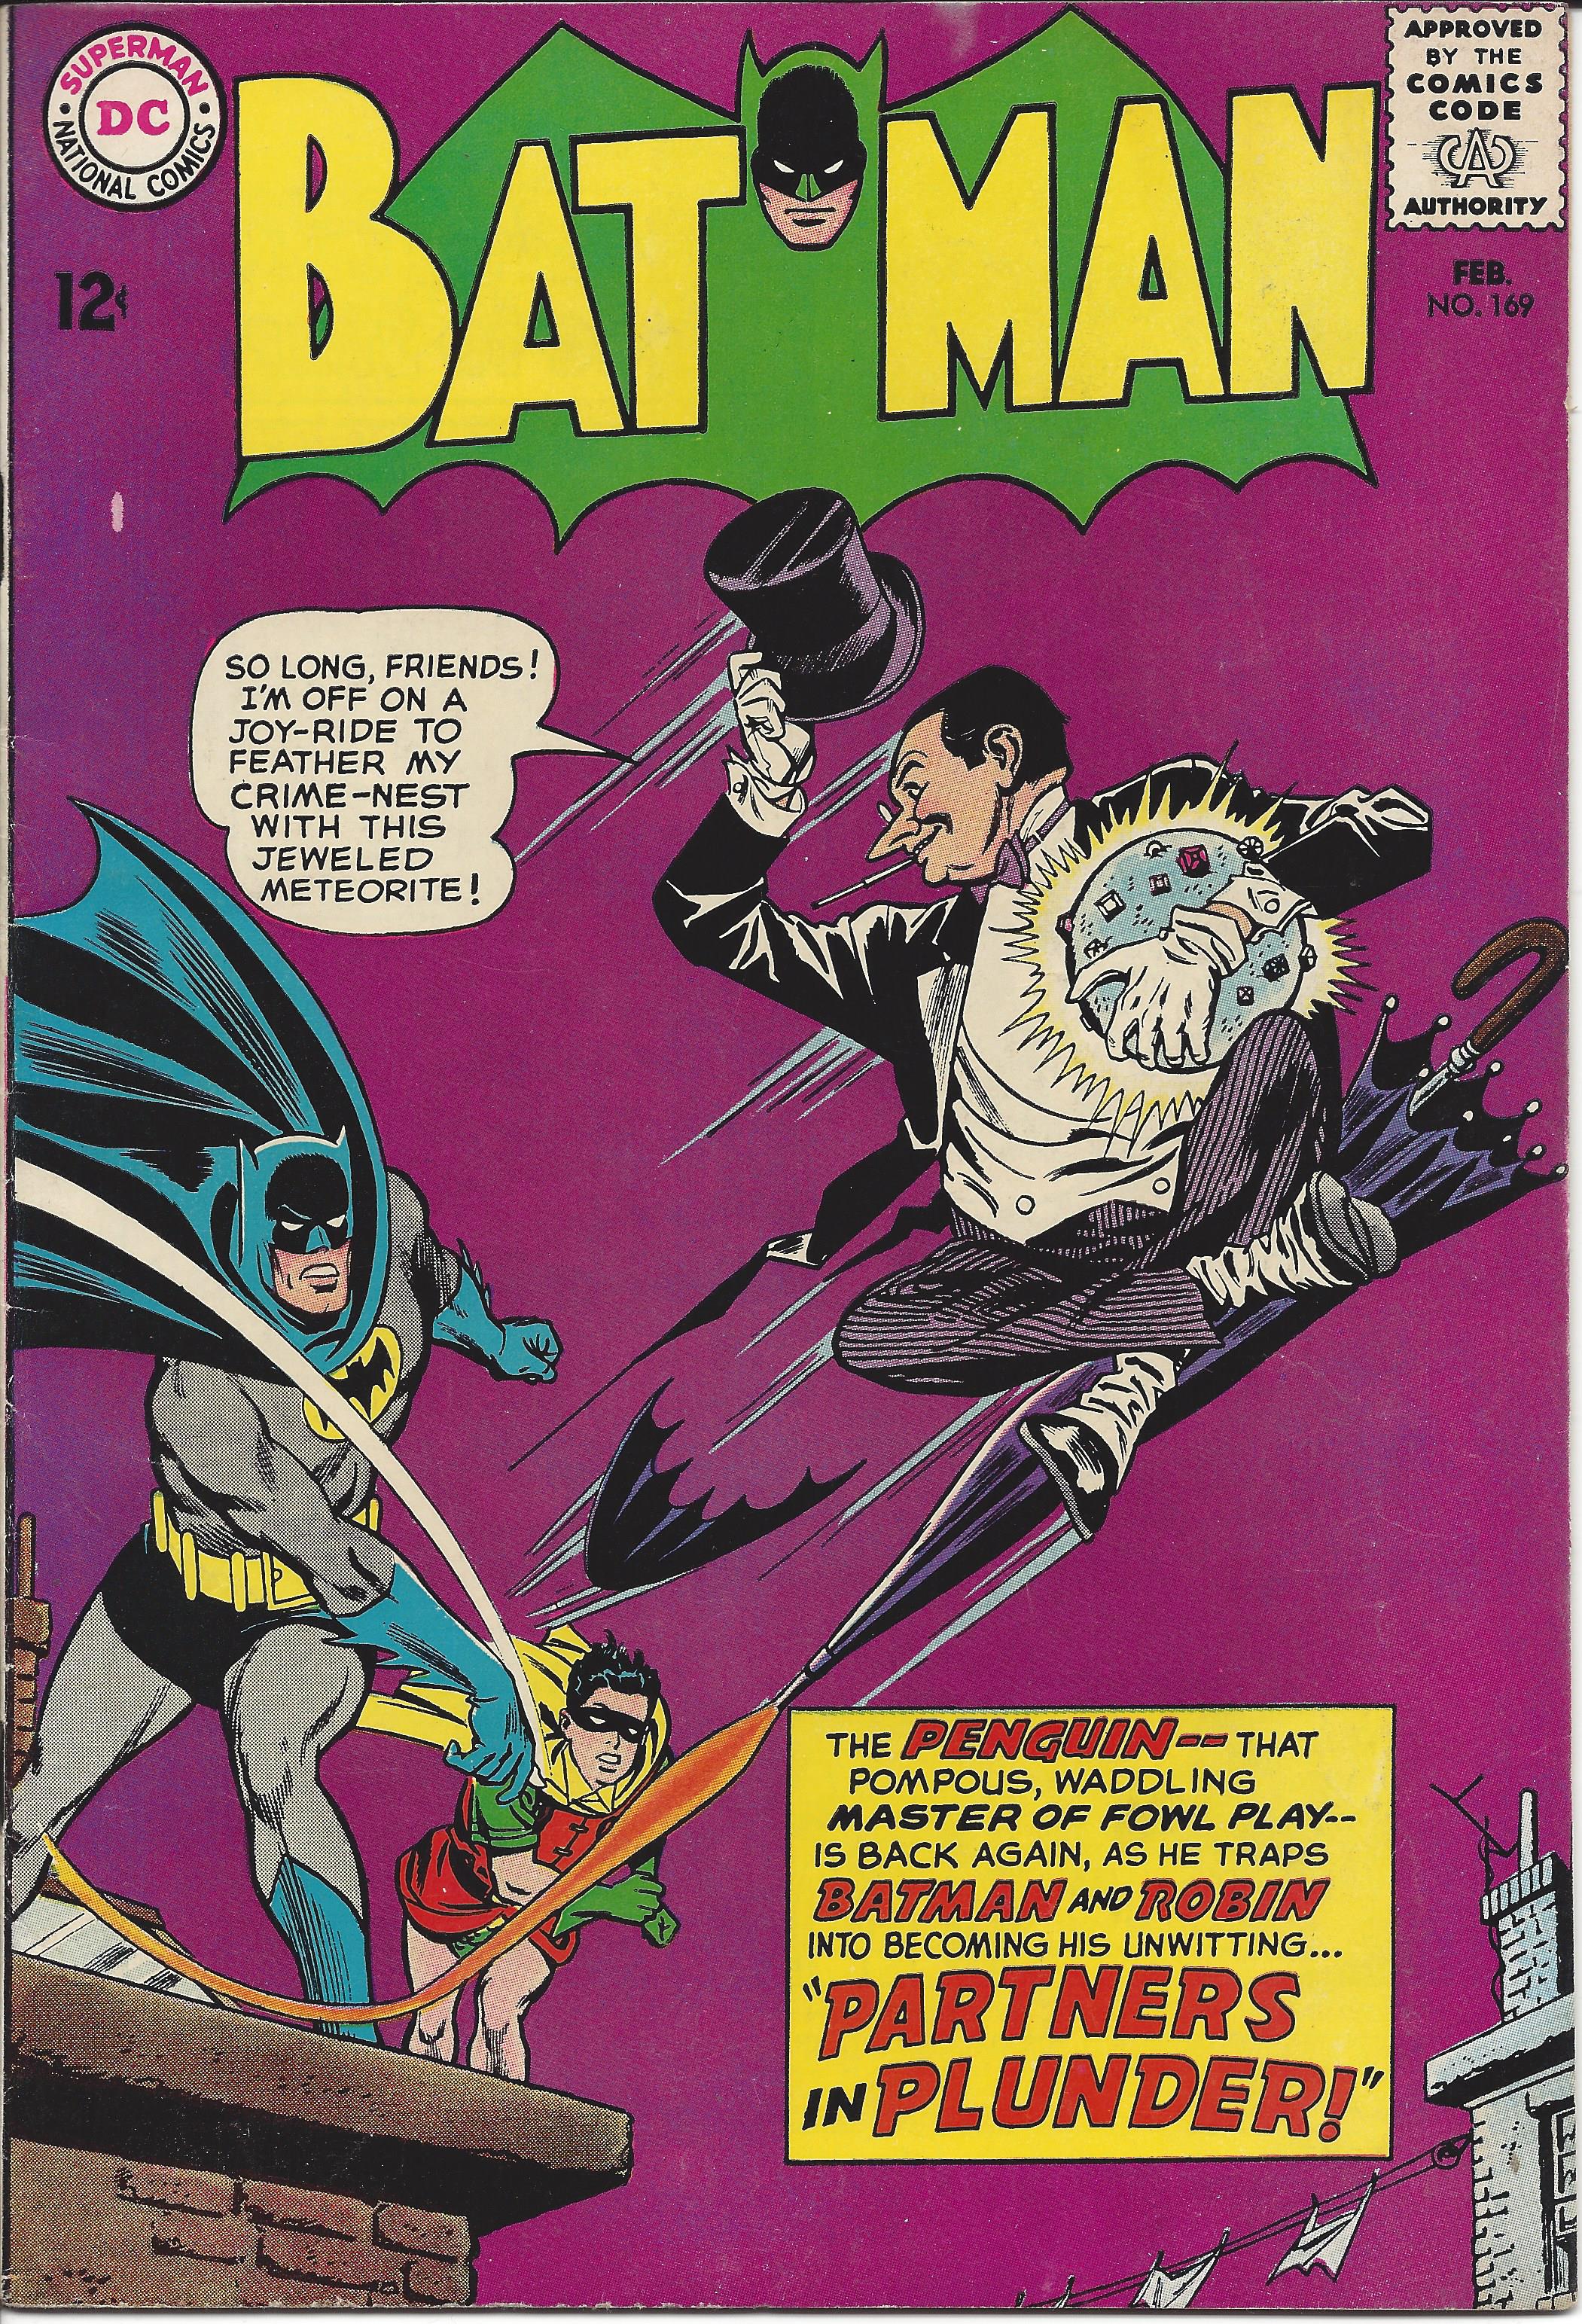 SUPERMAN
DC
NATIONAL COMICS
BATMAN
APPROVED
BY THE
COMICS
CODE
CA
AUTHORITY
12¢
FEB.
NO. 169
SO LONG, FRIENDS!
I'M OFF ON A
JOY-RIDE TO
FEATHER MY
CRIME-NEST
WITH THIS
JEWELED
METEORITE!
THE PENGUIN-- THAT
POMPOUS, WADDLING
MASTER OF FOWL PLAY--
IS BACK AGAIN, AS HE TRAPS
BATMAN AND ROBIN
INTO BECOMING HIS UNWITTING...
"PARTNERS
IN PLUNDER!"